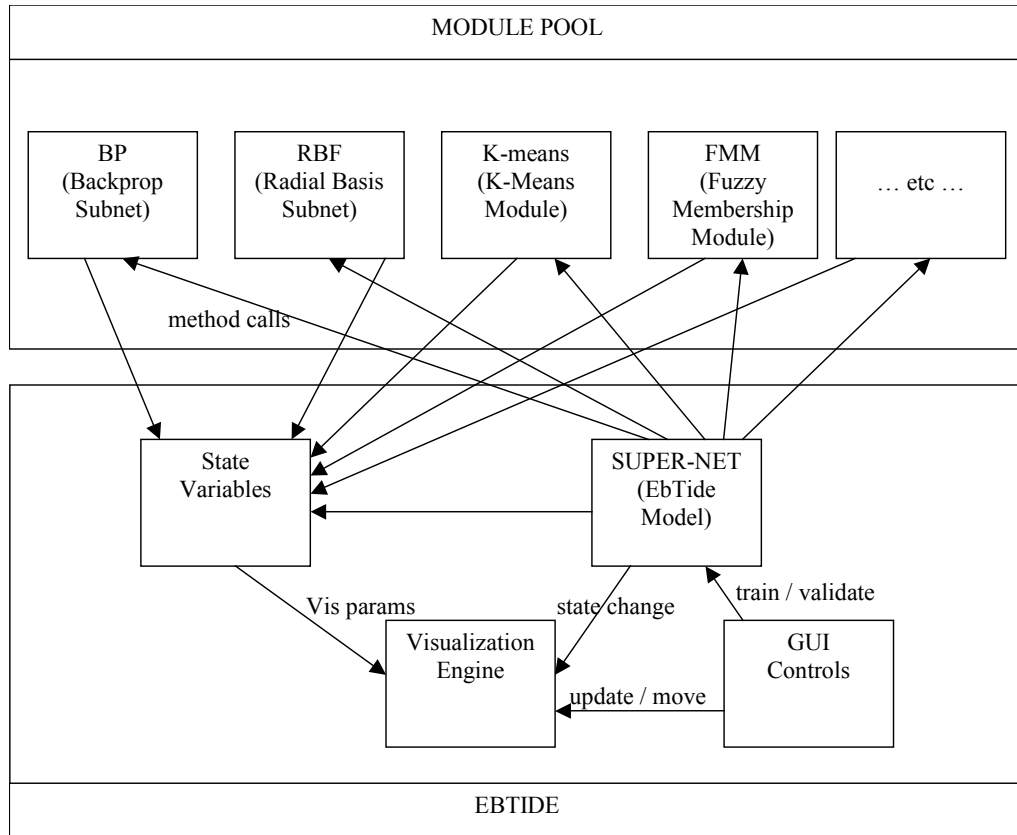 MODULE POOL
BP
(Backprop
Subnet)
RBF
(Radial Basis
Subnet)
K-means
(K-Means
Module)
FMM
(Fuzzy
Membership
Module)
… etc …
method calls
State
Variables
SUPER-NET
(EbTide
Model)
Vis params
state change
train / validate
Visualization
Engine
GUI
Controls
update / move
EBTIDE